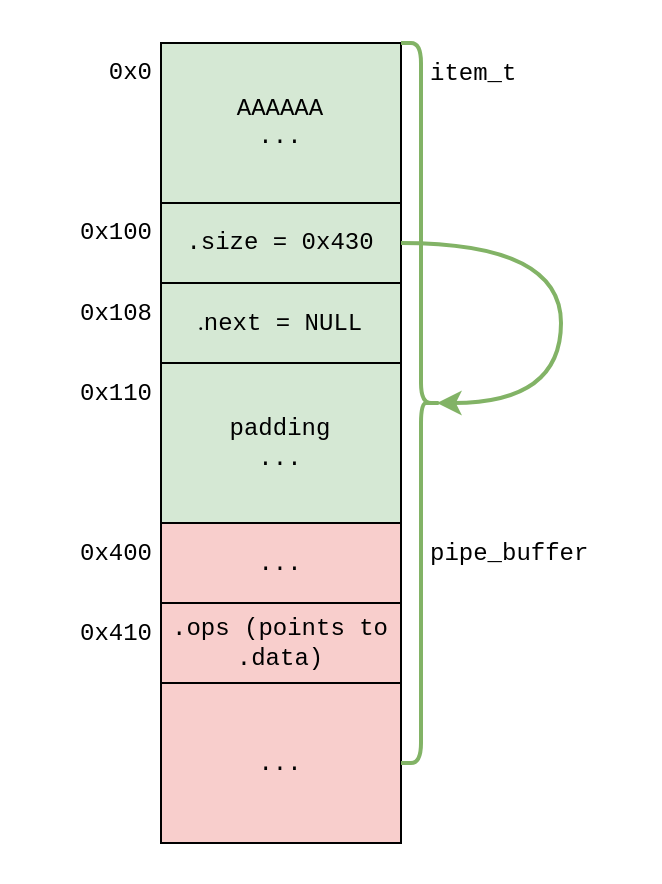 0x0
item_t
AAAAAA
...
0x100
.size = 0x430
0x108
.next = NULL
0x110
padding
...
0x400
...
pipe_buffer
0x410
.ops (points to
.data)
...